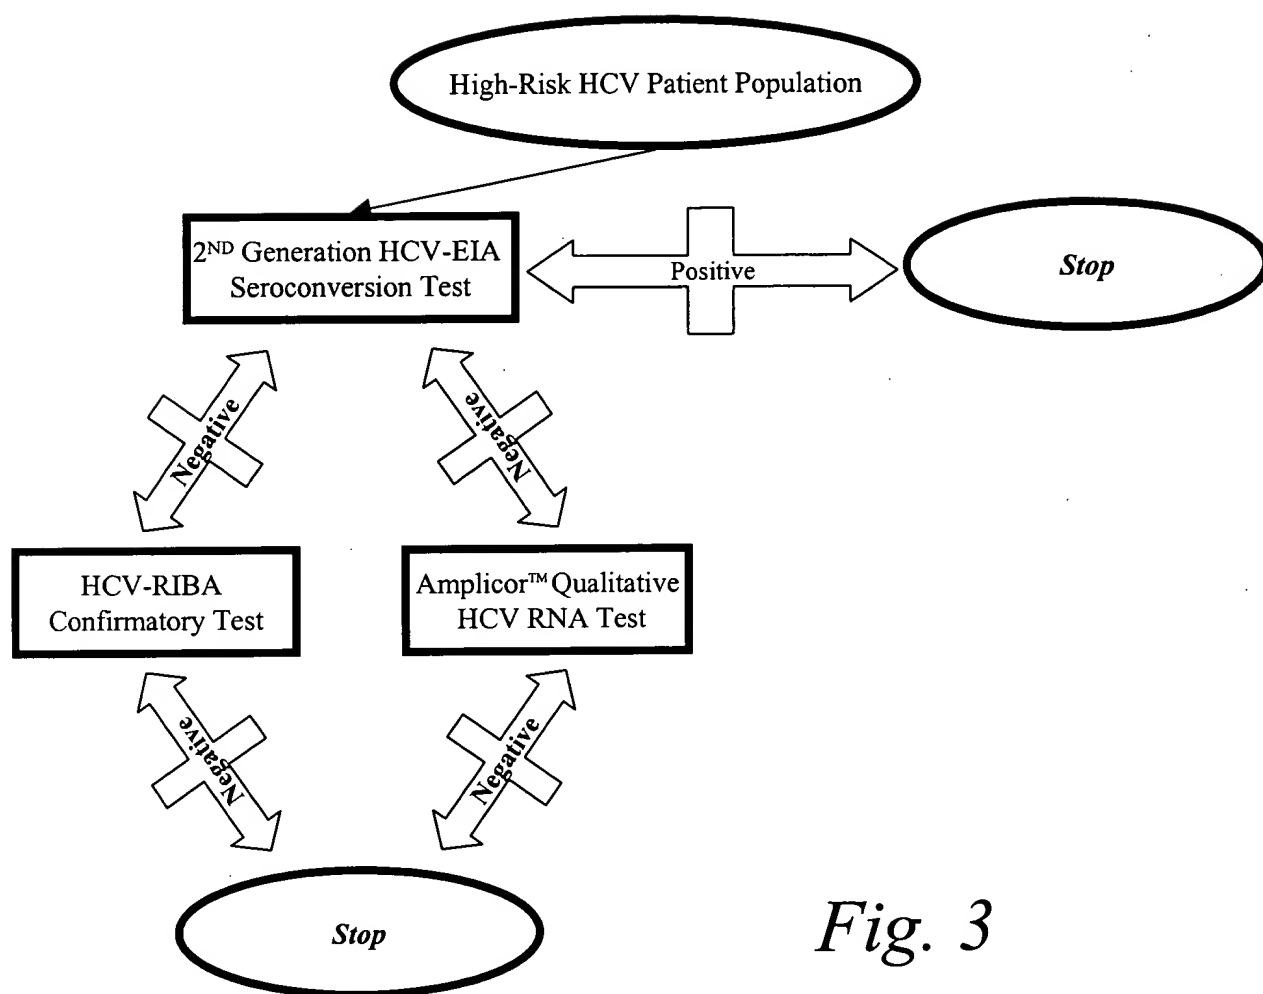 High-Risk HCV Patient Population
2ND Generation HCV-EIA
Seroconversion Test
Positive
Stop
Negative
Negative
HCV-RIBA
Confirmatory Test
Amplicor™ Qualitative
HCV RNA Test
Negative
Negative
Stop
Fig. 3